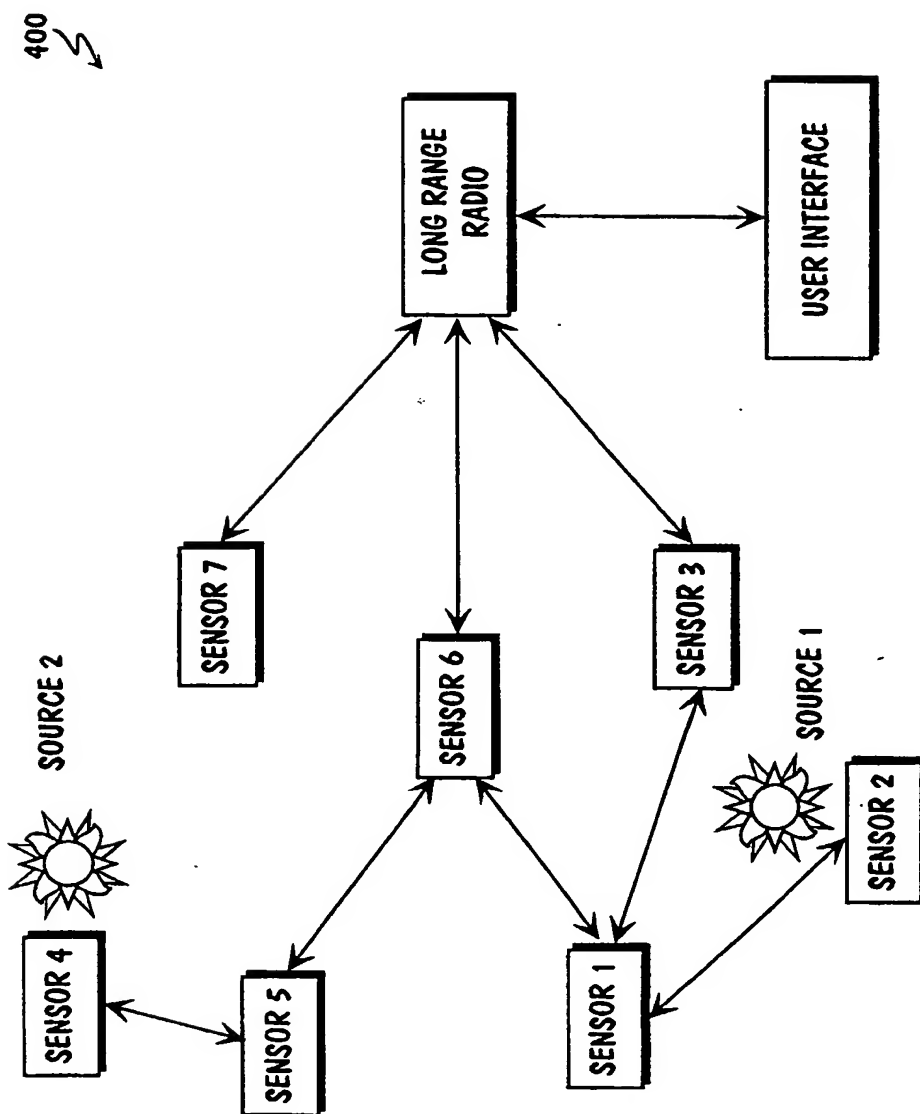 400
SOURCE 2
SENSOR 4
SENSOR 5
SENSOR 7
SENSOR 6
LONG RANGE
RADIO
SENSOR 1
SENSOR 3
SOURCE 1
SENSOR 2
USER INTERFACE